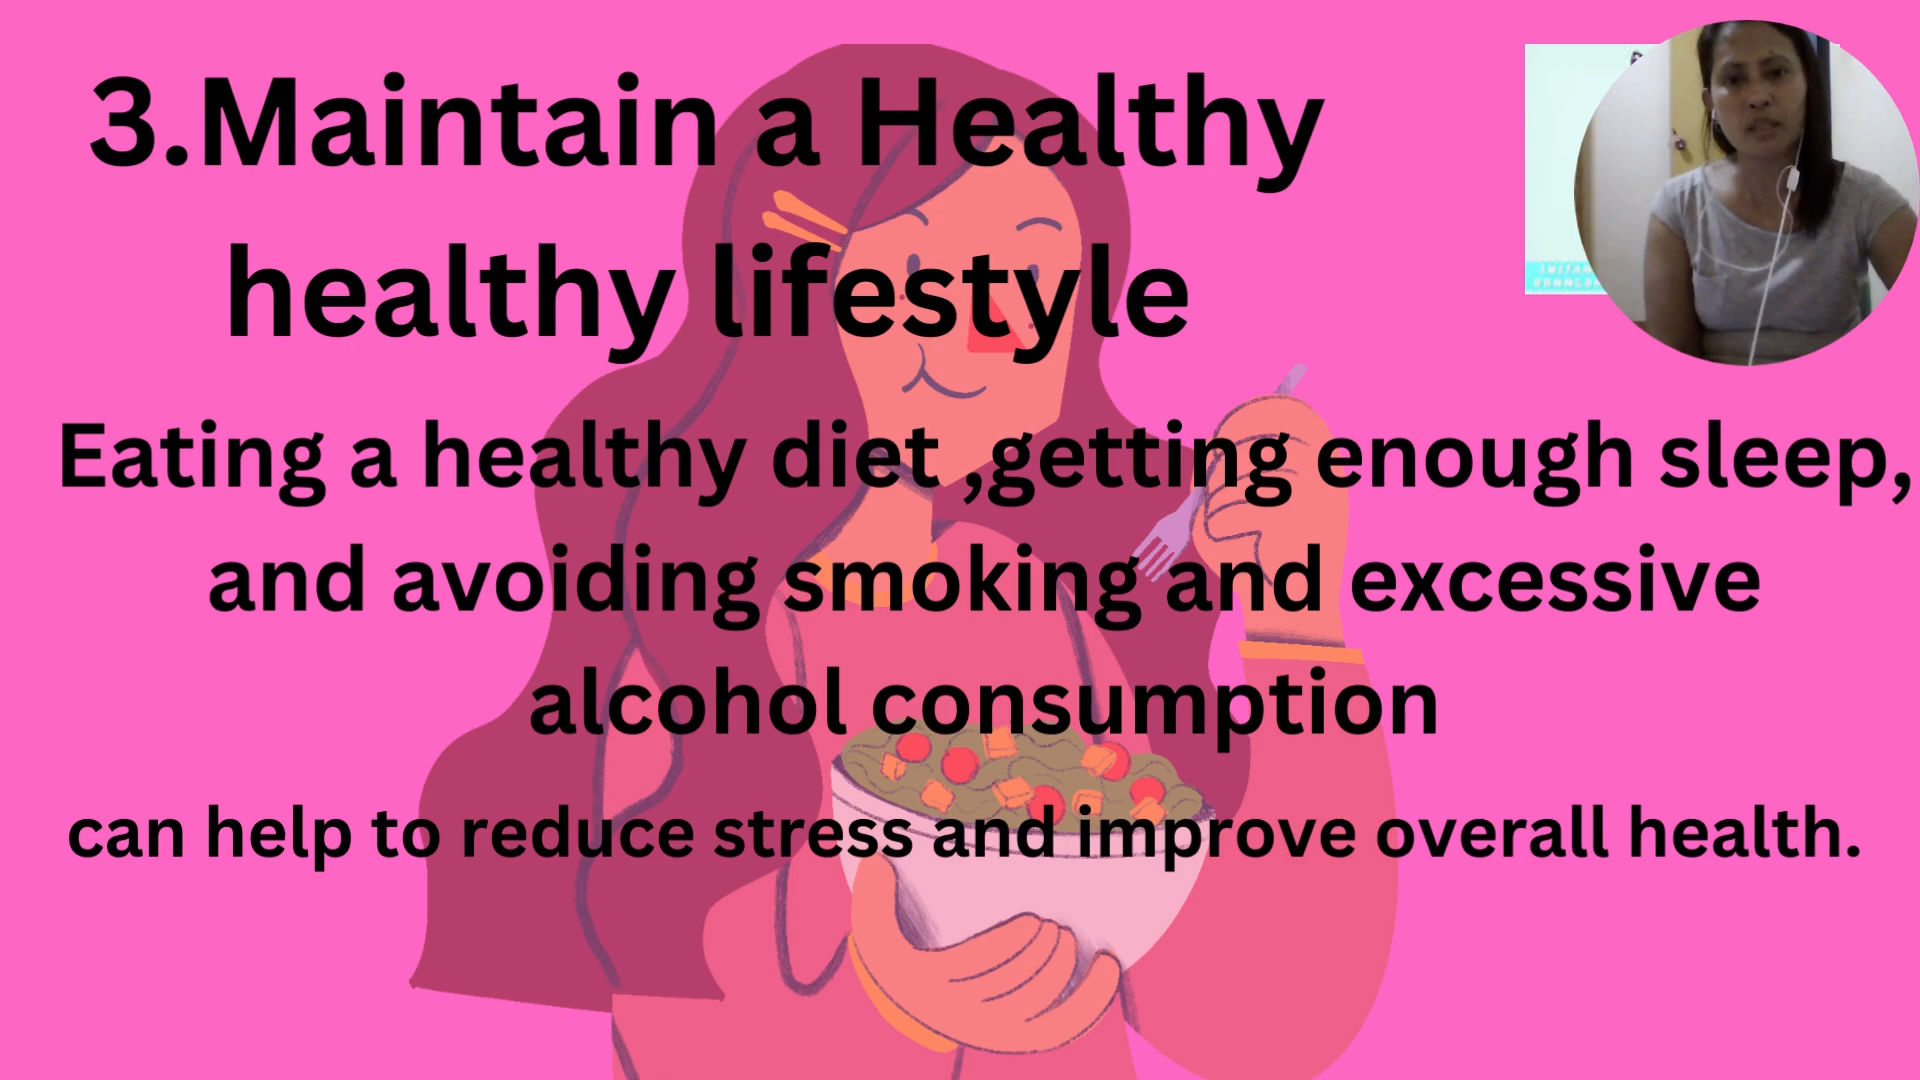 3.Maintain a Healthy
healthy lifestyle
Eating a healthy diet ,getting enough sleep,
and avoiding smoking and excessive
alcohol consumption
can help to reduce stress and improve overall health.